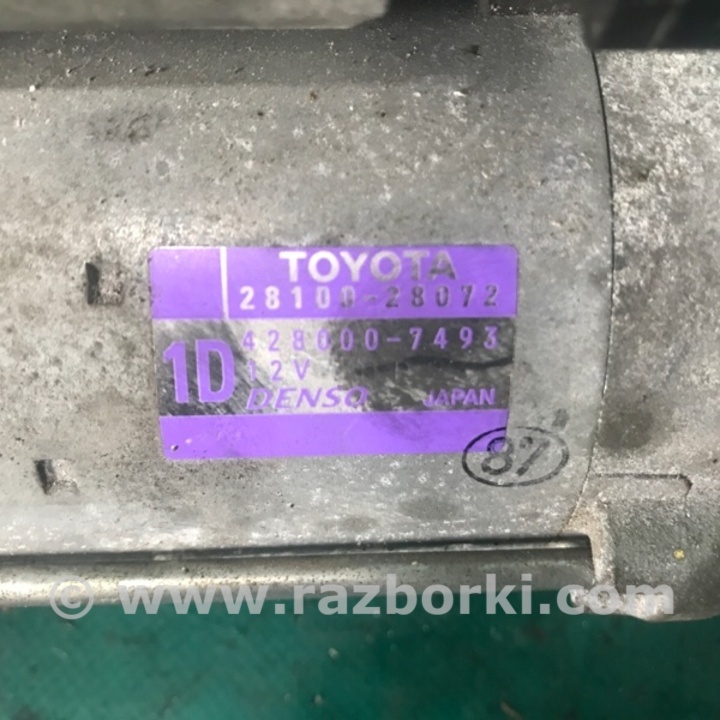 TOYOTA
28100-28072
428000-7493
1D 12V
DENSO JAPAN
87
© www.razborki.com